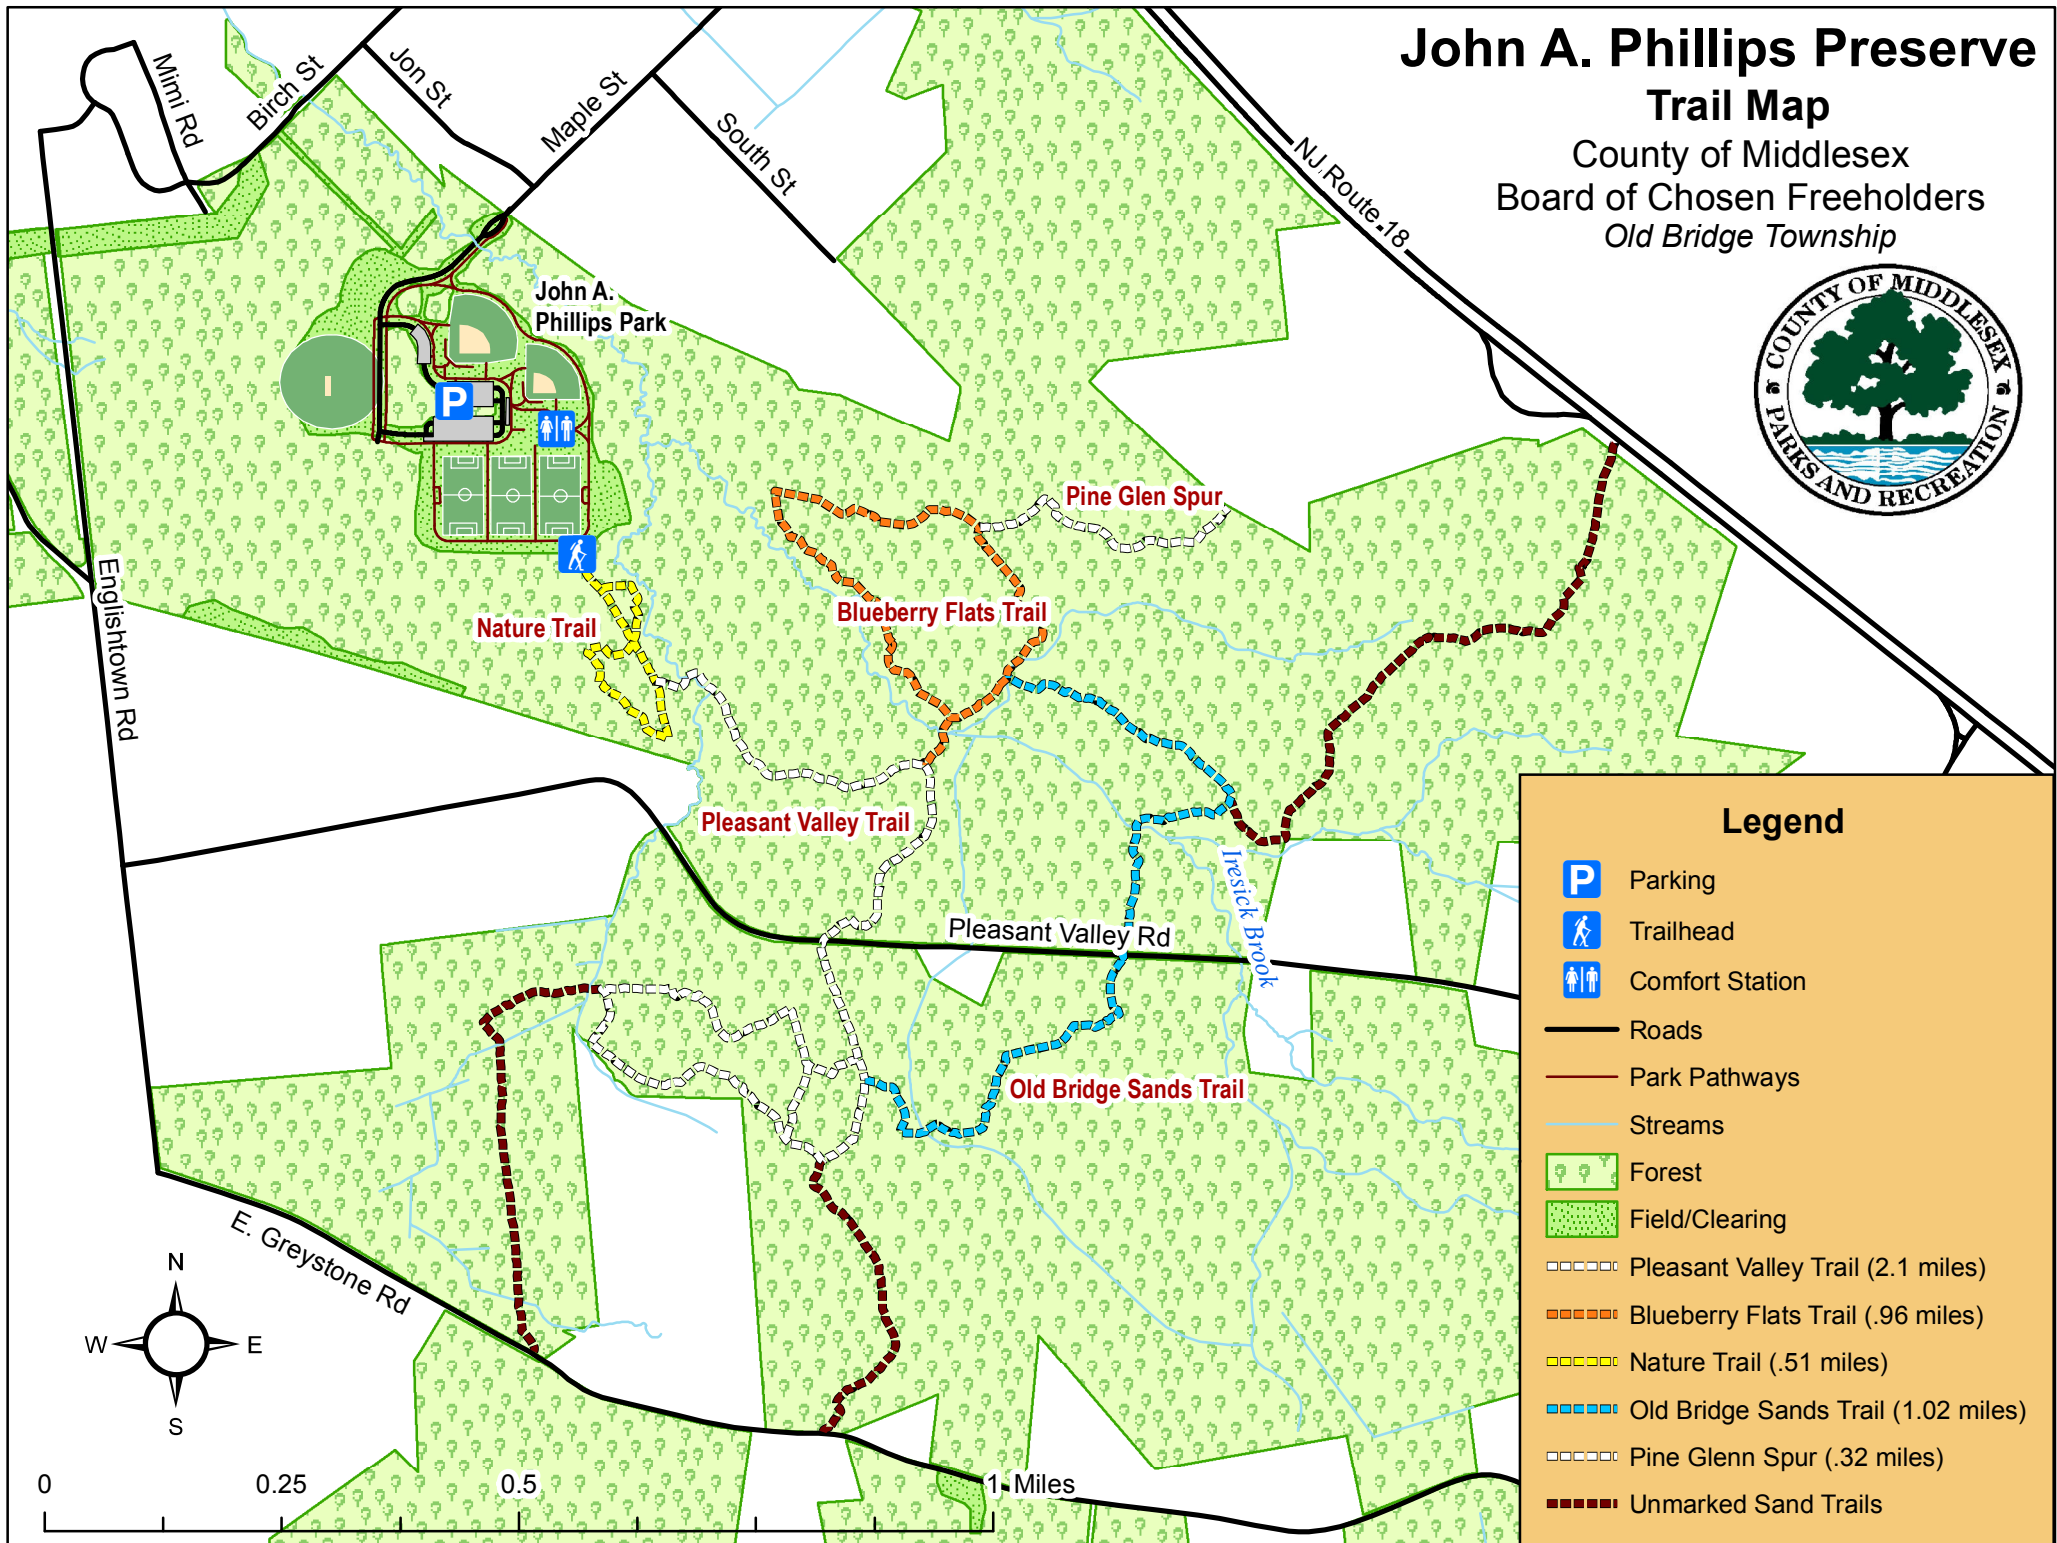 John A. Phillips Preserve
Trail Map
County of Middlesex
Board of Chosen Freeholders
Old Bridge Township
COUNTY OF MIDDLESEX
PARKS AND RECREATION
Mimi Rd
Birch St
Jon St
Maple St
South St
NJ Route 18
John A.
Phillips Park
P
Pine Glen Spur
Blueberry Flats Trail
Nature Trail
Englishtown Rd
Pleasant Valley Trail
Iresick Brook
Pleasant Valley Rd
Old Bridge Sands Trail
E. Greystone Rd
N
W
E
S
0
0.25
0.5
1 Miles
Legend
P
Parking
Trailhead
Comfort Station
Roads
Park Pathways
Streams
Forest
Field/Clearing
Pleasant Valley Trail (2.1 miles)
Blueberry Flats Trail (.96 miles)
Nature Trail (.51 miles)
Old Bridge Sands Trail (1.02 miles)
Pine Glenn Spur (.32 miles)
Unmarked Sand Trails